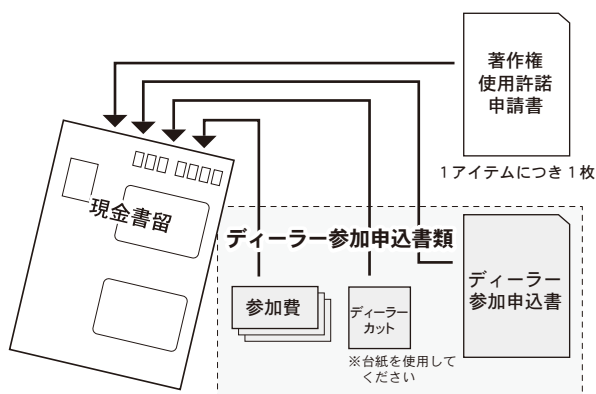 著作権
使用許諾
申請書
1アイテムにつき1枚
現金書留
ディーラー参加申込書類
参加費
ディーラー
カット
※台紙を使用して
ください
ディーラー
参加申込書